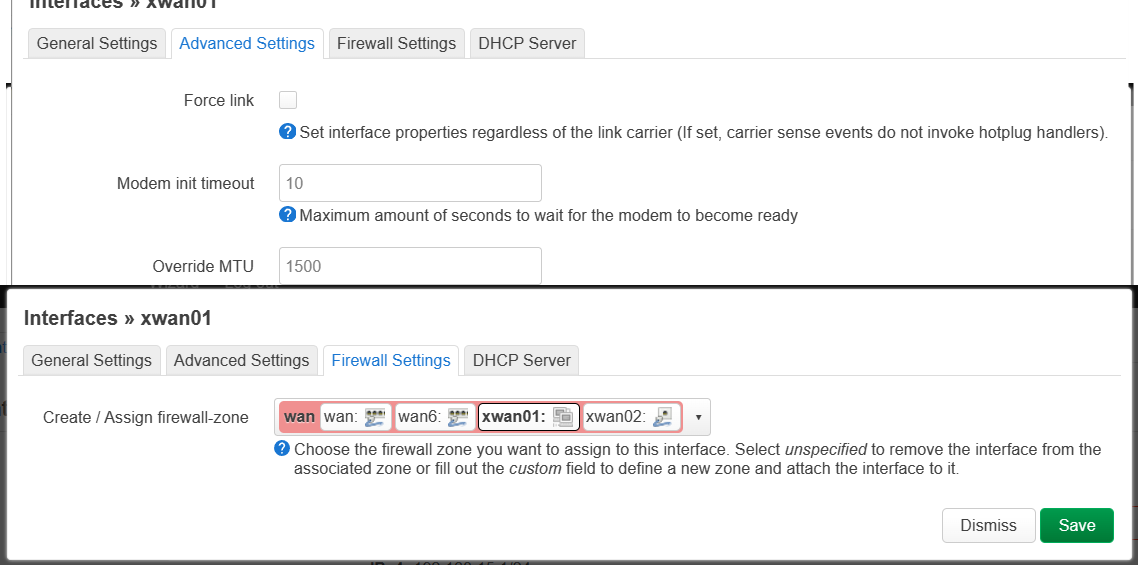 Interfaces » xwan01
General Settings
Advanced Settings
Firewall Settings
DHCP Server
Force link
Set interface properties regardless of the link carrier (If set, carrier sense events do not invoke hotplug handlers).
Modem init timeout
10
Maximum amount of seconds to wait for the modem to become ready
Override MTU
1500
Interfaces » xwan01
General Settings
Advanced Settings
Firewall Settings
DHCP Server
Create / Assign firewall-zone
wan wan: wan6: xwan01: xwan02:
Choose the firewall zone you want to assign to this interface. Select unspecified to remove the interface from the
associated zone or fill out the custom field to define a new zone and attach the interface to it.
Dismiss
Save